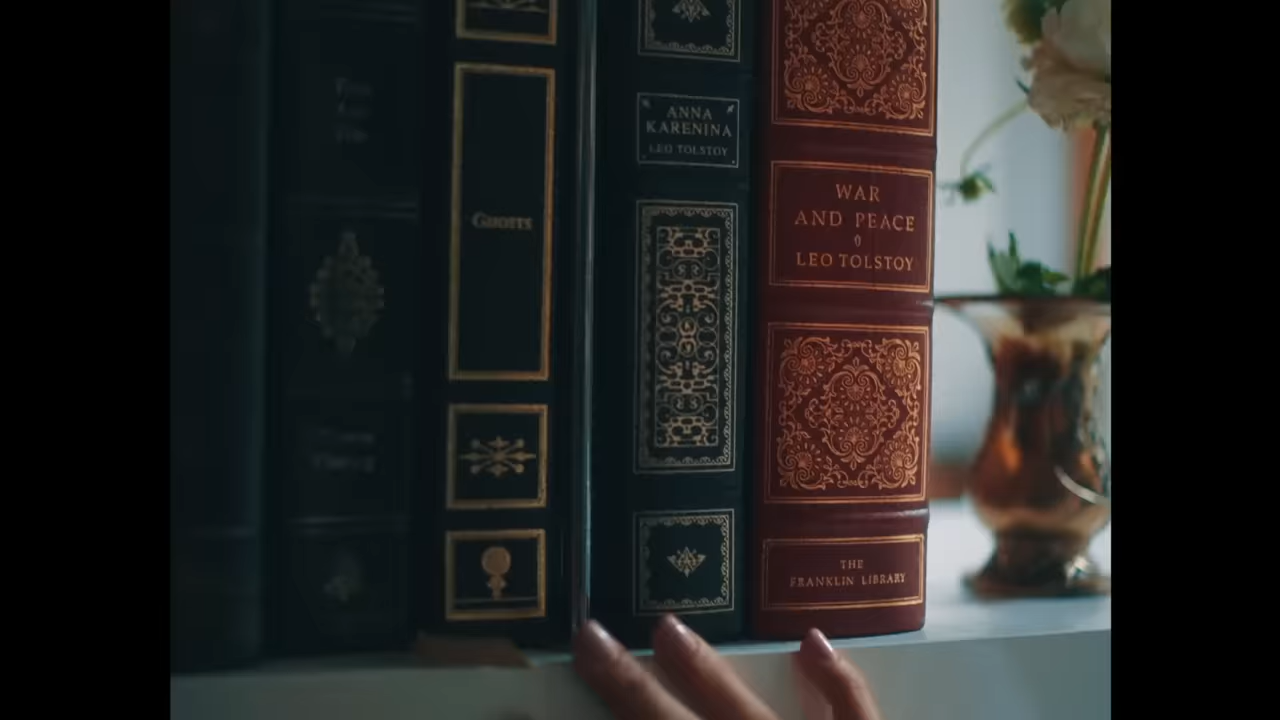 ANNA
KARENINA
LEO TOLSTOY
WAR
AND PEACE
LEO TOLSTOY
THE
FRANKLIN LIBRARY